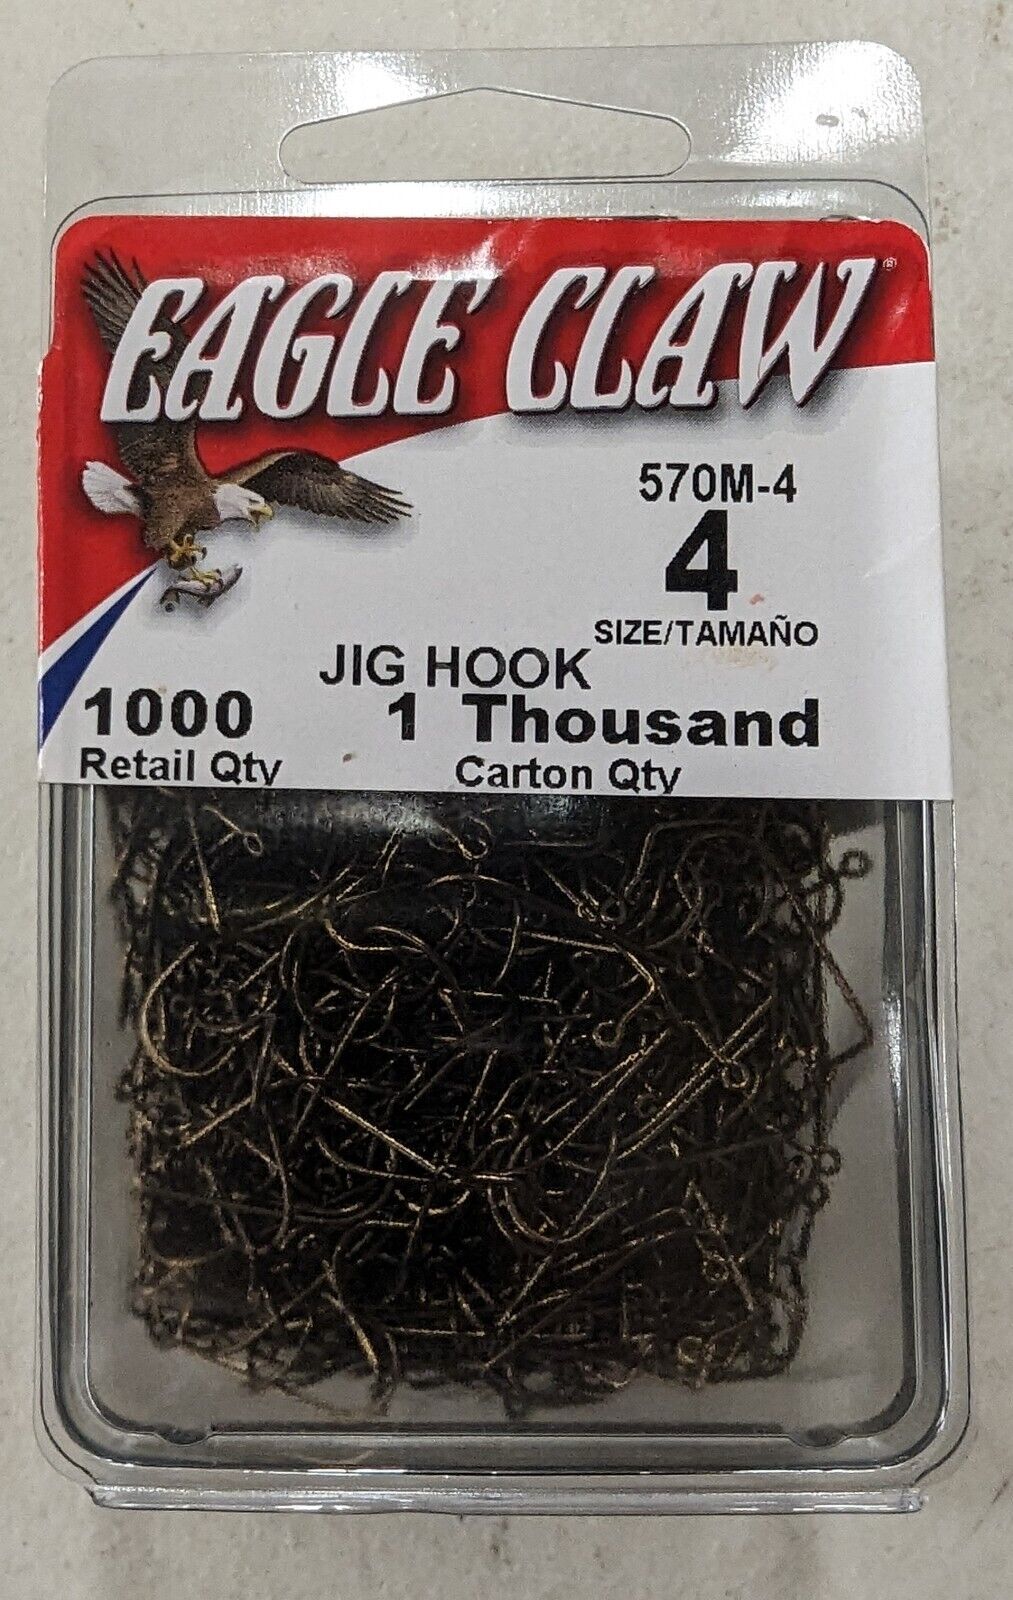 EAGLE CLAW®
570M-4
4
SIZE/TAMAÑO
JIG HOOK
1000 1 Thousand
Retail Qty Carton Qty